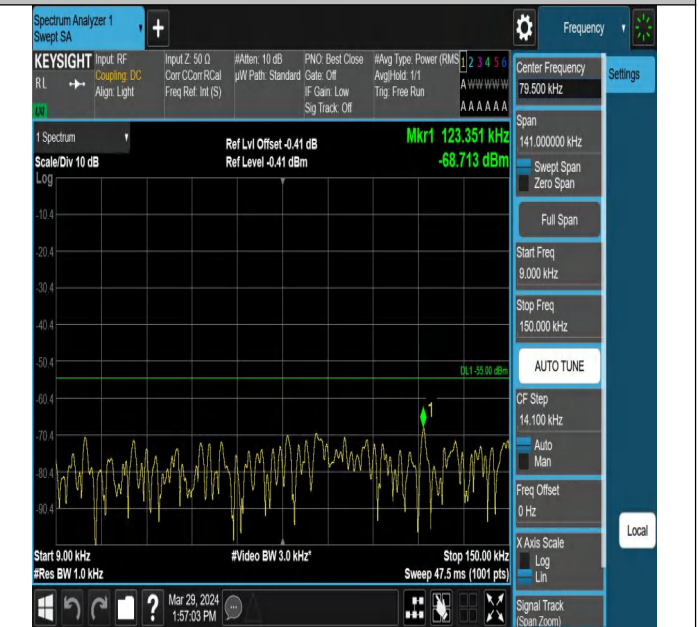 Spectrum Analyzer 1
Swept SA
+
Frequency
KEYSIGHT
RL
Input: RF
Coupling: DC
Align: Light
Input Z: 50 Ω
Corr CCorr RCal
Freq Ref: Int (S)
#Atten: 10 dB
µW Path: Standard
PNO: Best Close
Gate: Off
IF Gain: Low
Sig Track: Off
#Avg Type: Power (RMS
Avg|Hold: 1/1
Trig: Free Run
1 2 3 4 5 6
A W W W W W
A A A A A A
1 Spectrum
Scale/Div 10 dB
Ref Lvl Offset -0.41 dB
Ref Level -0.41 dBm
Mkr1 123.351 kHz
-68.713 dBm
Log
-10.4
-20.4
-30.4
-40.4
-50.4
DL1 -55.00 dBm
-60.4
1
-70.4
-80.4
-90.4
Start 9.00 kHz
#Video BW 3.0 kHz*
Stop 150.00 kHz
#Res BW 1.0 kHz
Sweep 47.5 ms (1001 pts)
?
Mar 29, 2024
1:57:03 PM
Center Frequency
79.500 kHz
Settings
Span
141.000000 kHz
Swept Span
Zero Span
Full Span
Start Freq
9.000 kHz
Stop Freq
150.000 kHz
AUTO TUNE
CF Step
14.100 kHz
Auto
Man
Freq Offset
0 Hz
X Axis Scale
Log
Lin
Local
Signal Track
(Span Zoom)